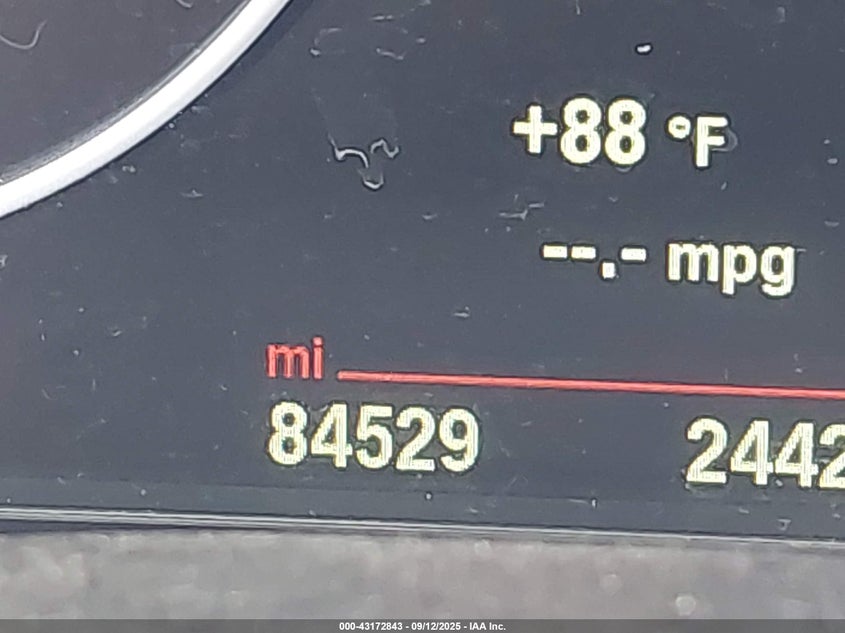 +88 °F
--.- mpg
mi
84529 2442
000-43172843 - 09/12/2025 - IAA Inc.